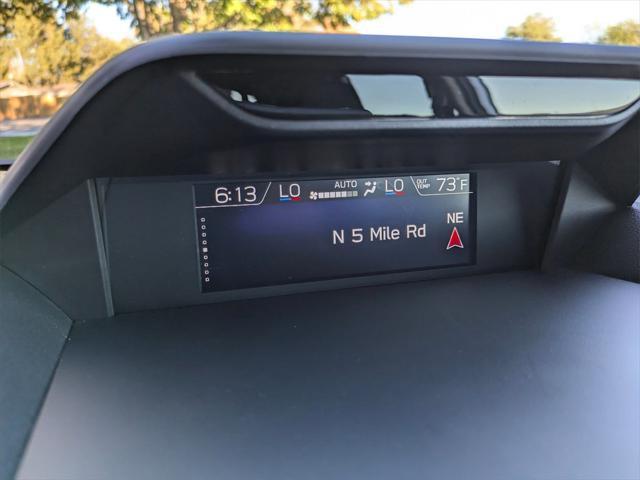 6:13 LO AUTO LO OUT TEMP 73°F
NE
N 5 Mile Rd